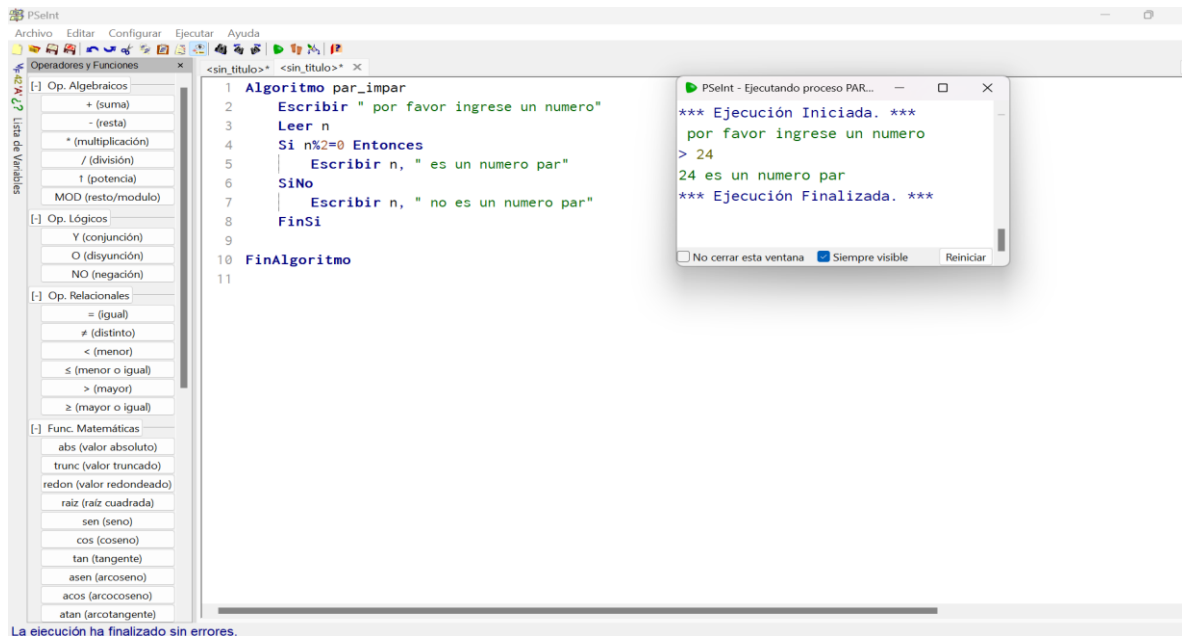 PSeInt
Archivo Editar Configurar Ejecutar Ayuda
Operadores y Funciones ×
[-] Op. Algebraicos
+ (suma)
- (resta)
* (multiplicación)
/ (división)
↑ (potencia)
MOD (resto/modulo)
[-] Op. Lógicos
Y (conjunción)
O (disyunción)
NO (negación)
[-] Op. Relacionales
= (igual)
≠ (distinto)
< (menor)
≤ (menor o igual)
> (mayor)
≥ (mayor o igual)
[-] Func. Matemáticas
abs (valor absoluto)
trunc (valor truncado)
redon (valor redondeado)
raiz (raíz cuadrada)
sen (seno)
cos (coseno)
tan (tangente)
asen (arcoseno)
acos (arcocoseno)
atan (arcotangente)
Lista de Variables
<sin_titulo>* <sin_titulo>* ×
1 Algoritmo par_impar
2 Escribir " por favor ingrese un numero"
3 Leer n
4 Si n%2=0 Entonces
5 Escribir n, " es un numero par"
6 SiNo
7 Escribir n, " no es un numero par"
8 FinSi
9
10 FinAlgoritmo
11
PSeInt - Ejecutando proceso PAR...
*** Ejecución Iniciada. ***
por favor ingrese un numero
> 24
24 es un numero par
*** Ejecución Finalizada. ***
No cerrar esta ventana Siempre visible Reiniciar
La ejecución ha finalizado sin errores.